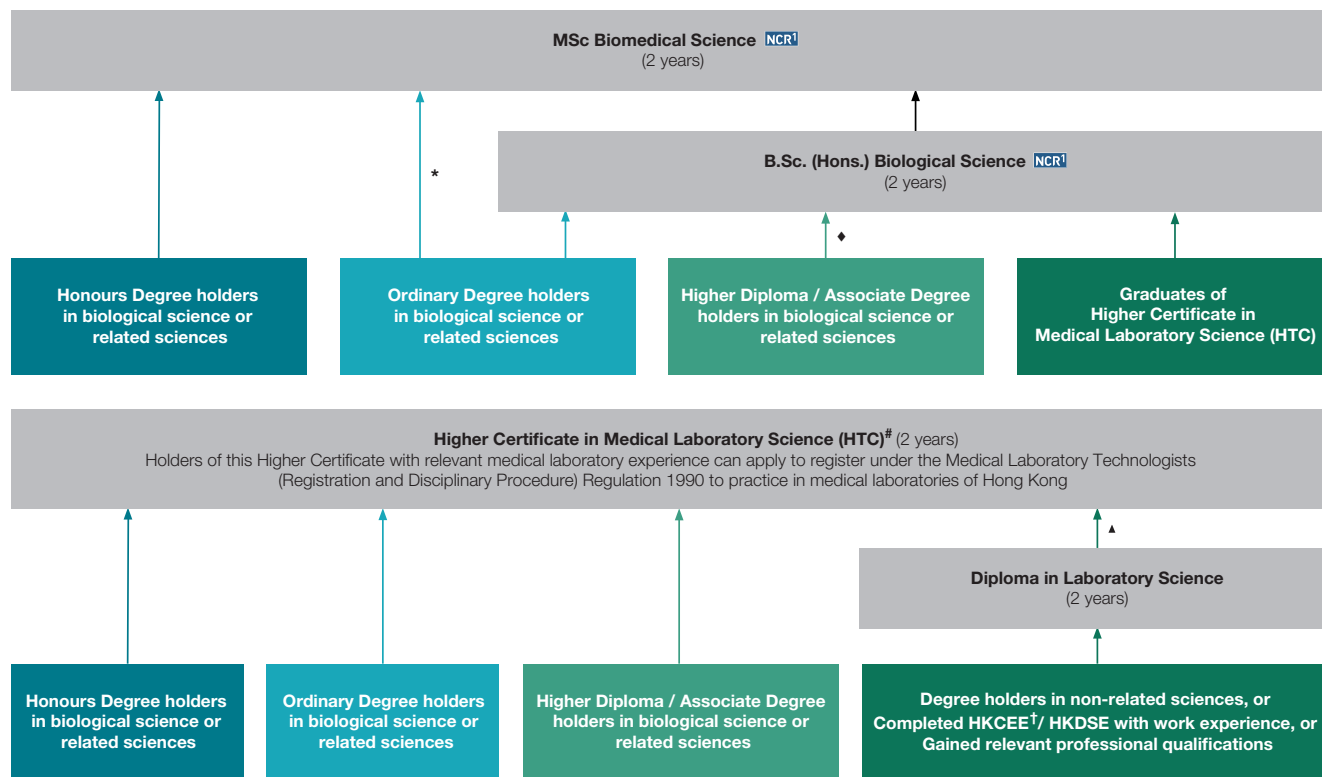 MSc Biomedical Science NCR¹
(2 years)
*
B.Sc. (Hons.) Biological Science NCR¹
(2 years)
♦
Honours Degree holders
in biological science or
related sciences
Ordinary Degree holders
in biological science or
related sciences
Higher Diploma / Associate Degree
holders in biological science or
related sciences
Graduates of
Higher Certificate in
Medical Laboratory Science (HTC)
Higher Certificate in Medical Laboratory Science (HTC)# (2 years)
Holders of this Higher Certificate with relevant medical laboratory experience can apply to register under the Medical Laboratory Technologists
(Registration and Disciplinary Procedure) Regulation 1990 to practice in medical laboratories of Hong Kong
▲
Diploma in Laboratory Science
(2 years)
Honours Degree holders
in biological science or
related sciences
Ordinary Degree holders
in biological science or
related sciences
Higher Diploma / Associate Degree
holders in biological science or
related sciences
Degree holders in non-related sciences, or
Completed HKCEE†/ HKDSE with work experience, or
Gained relevant professional qualifications